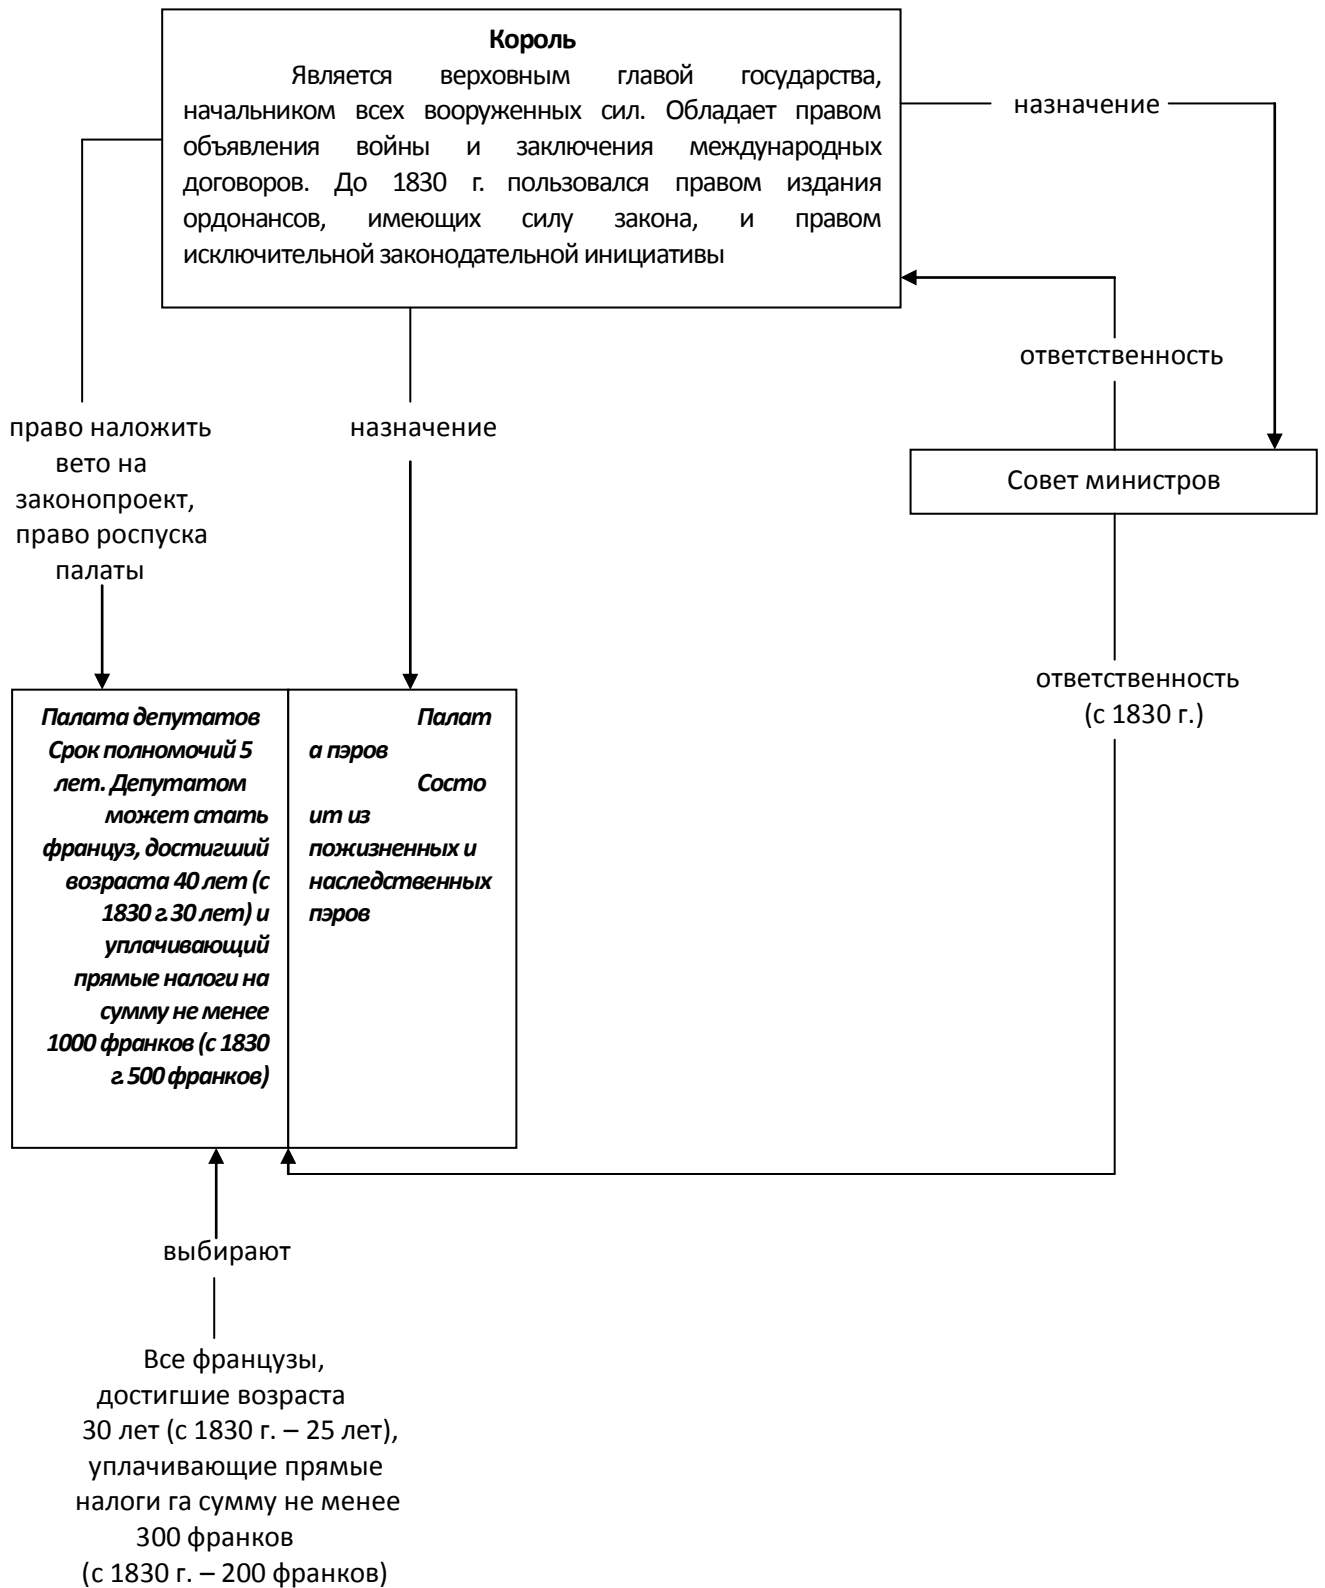 Король
Является верховным главой государства,
начальником всех вооруженных сил. Обладает правом
объявления войны и заключения международных
договоров. До 1830 г. пользовался правом издания
ордонансов, имеющих силу закона, и правом
исключительной законодательной инициативы
назначение
ответственность
право наложить
вето на
законопроект,
право роспуска
палаты
назначение
Совет министров
ответственность
(с 1830 г.)
Палата депутатов
Срок полномочий 5
лет. Депутатом
может стать
француз, достигший
возраста 40 лет (с
1830 г. 30 лет) и
уплачивающий
прямые налоги на
сумму не менее
1000 франков (с 1830
г. 500 франков)
Палат
а пэров
Состо
ит из
пожизненных и
наследственных
пэров
выбирают
Все французы,
достигшие возраста
30 лет (с 1830 г. – 25 лет),
уплачивающие прямые
налоги га сумму не менее
300 франков
(с 1830 г. – 200 франков)